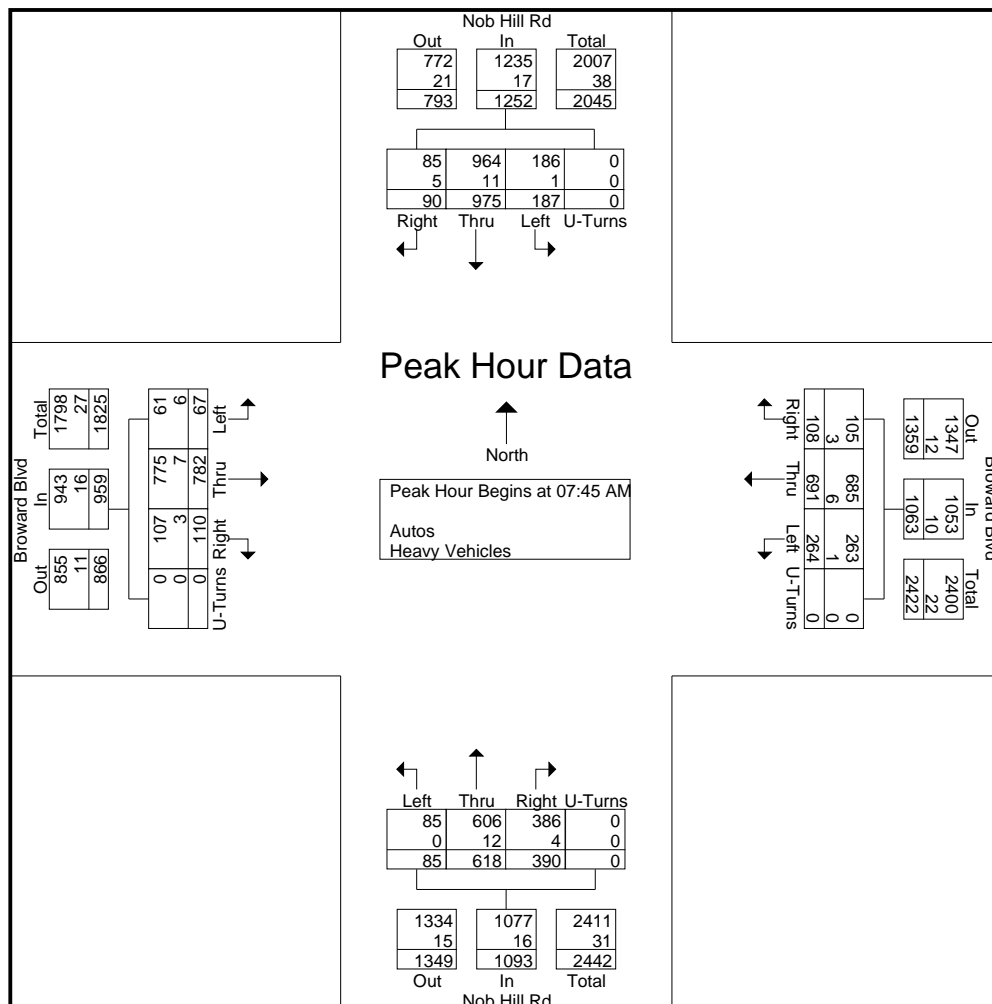 Nob Hill Rd
Out In Total
772 1235 2007
21 17 38
793 1252 2045
85 964 186 0
5 11 1 0
90 975 187 0
Right Thru Left U-Turns
Peak Hour Data
North
Peak Hour Begins at 07:45 AM
Autos
Heavy Vehicles
Broward Blvd
Out In Total
855 943 1798
11 16 27
866 959 1825
0 107 775 61
0 3 7 6
0 110 782 67
U-Turns Right Thru Left
Broward Blvd
Out In Total
1347 1053 2400
12 10 22
1359 1063 2422
105 685 263 0
3 6 1 0
108 691 264 0
Right Thru Left U-Turns
Left Thru Right U-Turns
85 606 386 0
0 12 4 0
85 618 390 0
1334 1077 2411
15 16 31
1349 1093 2442
Out In Total
Nob Hill Rd